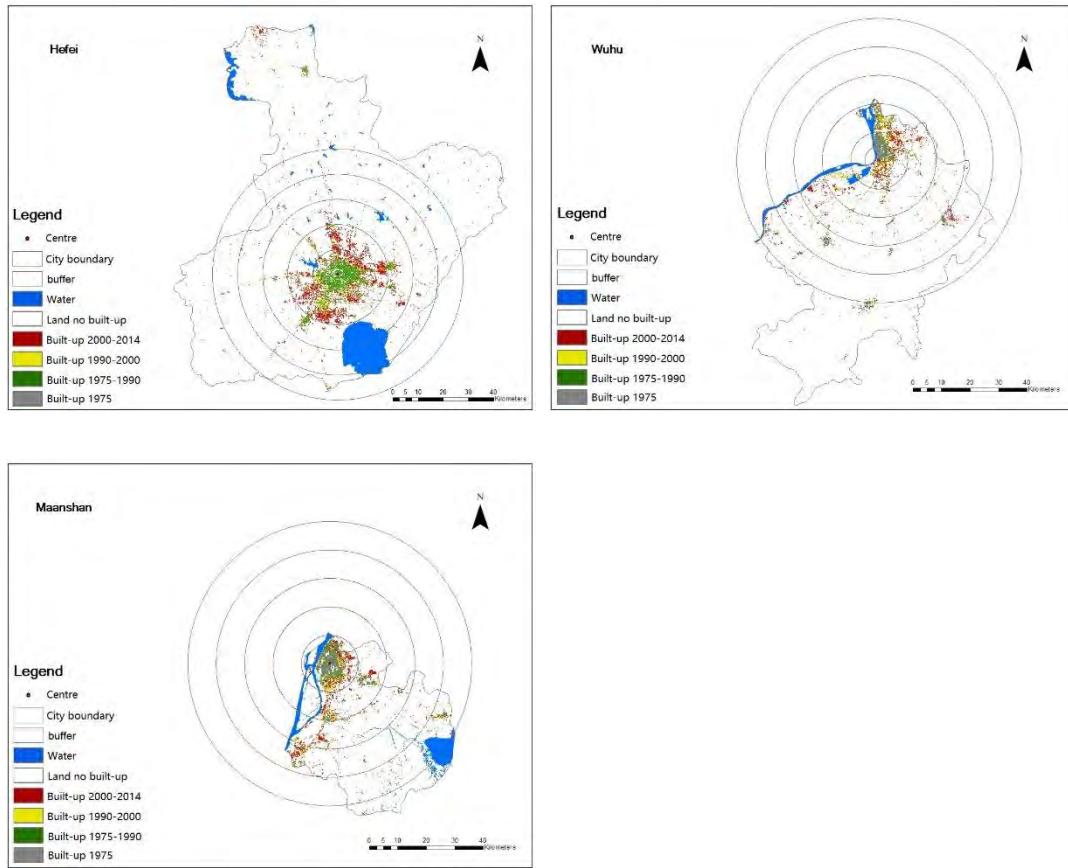 Hefei
N
Legend
Centre
City boundary
buffer
Water
Land no built-up
Built-up 2000-2014
Built-up 1990-2000
Built-up 1975-1990
Built-up 1975
0 5 10 20 30 40
Kilometers
Wuhu
N
Legend
Centre
City boundary
buffer
Water
Land no built-up
Built-up 2000-2014
Built-up 1990-2000
Built-up 1975-1990
Built-up 1975
0 5 10 20 30 40
Kilometers
Maanshan
N
Legend
Centre
City boundary
buffer
Water
Land no built-up
Built-up 2000-2014
Built-up 1990-2000
Built-up 1975-1990
Built-up 1975
0 5 10 20 30 40
Kilometers